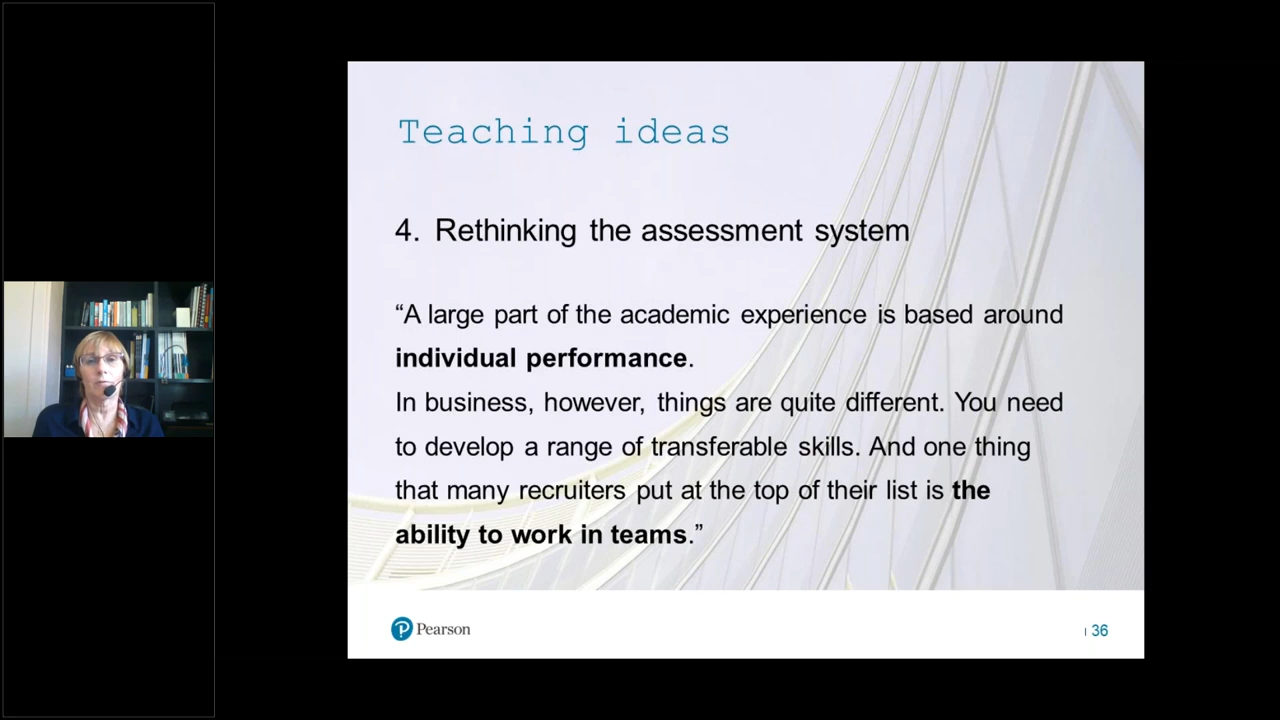 Teaching ideas
4. Rethinking the assessment system
“A large part of the academic experience is based around
individual performance.
In business, however, things are quite different. You need
to develop a range of transferable skills. And one thing
that many recruiters put at the top of their list is the
ability to work in teams.”
Pearson
36